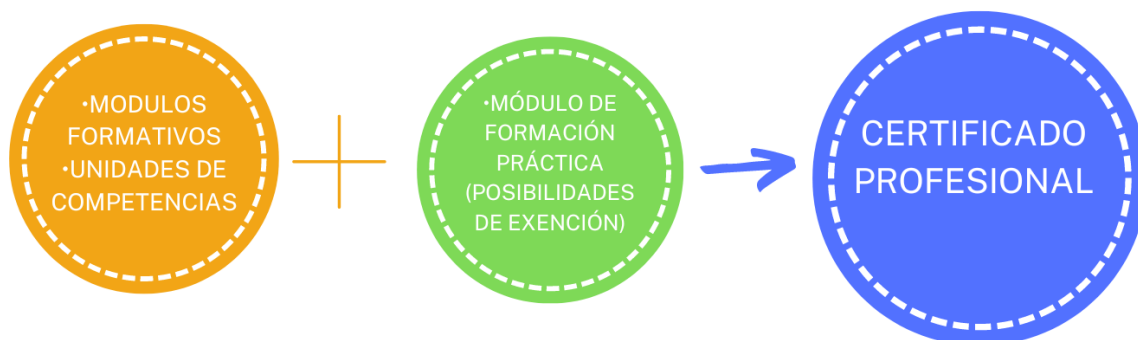 •MODULOS
FORMATIVOS
•UNIDADES DE
COMPETENCIAS
•MÓDULO DE
FORMACIÓN
PRÁCTICA
(POSIBILIDADES
DE EXENCIÓN)
CERTIFICADO
PROFESIONAL